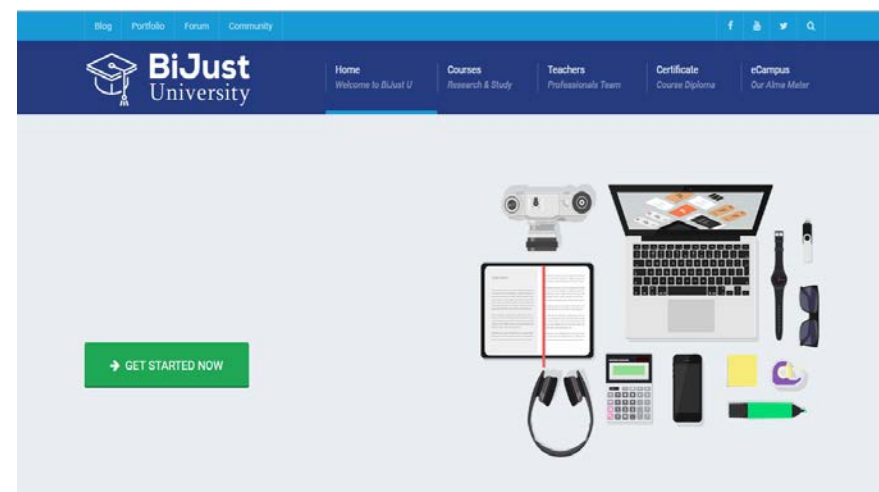 Blog Portfolio Forum Community
BiJust
University
Home Courses Teachers Certificate eCampus
Welcome to BiJust U Research & Study Professionals Team Course Diploma Our Alma Mater
GET STARTED NOW